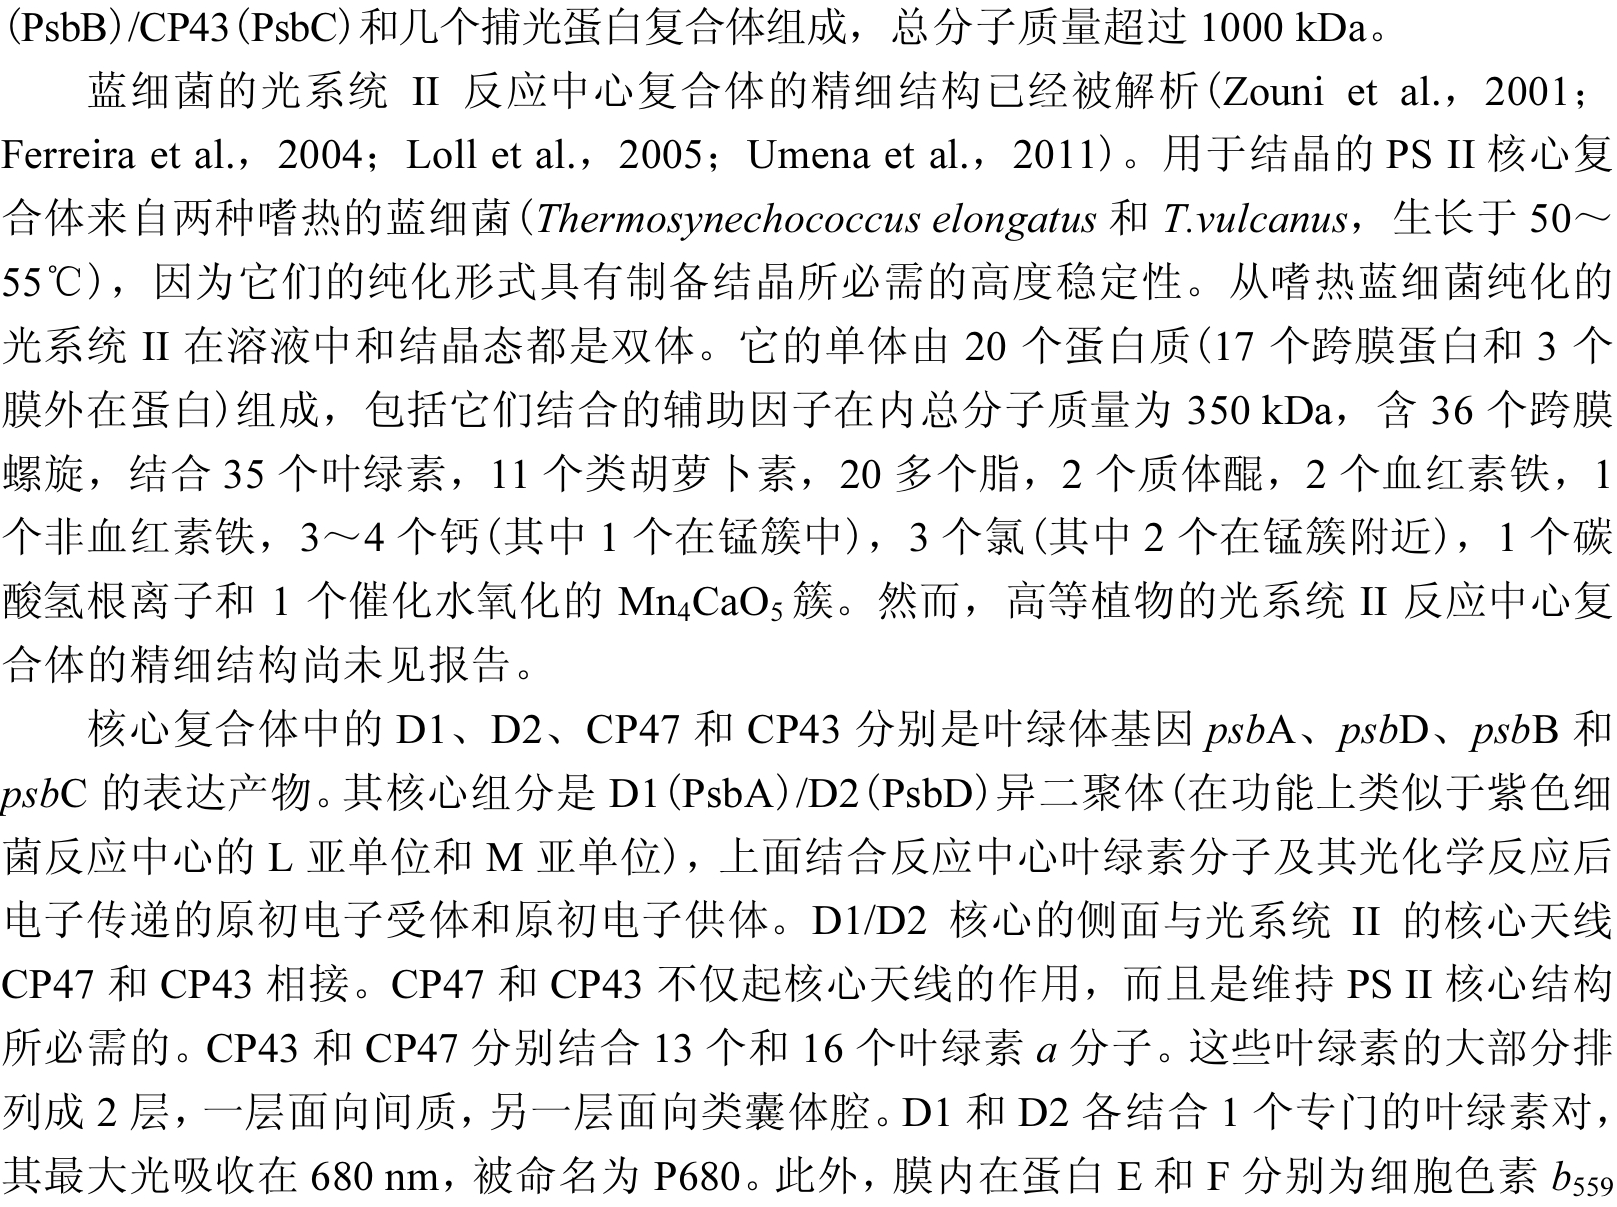 (PsbB)/CP43(PsbC)和几个捕光蛋白复合体组成，总分子质量超过 1000 kDa。
蓝细菌的光系统 II 反应中心复合体的精细结构已经被解析(Zouni et al.，2001；
Ferreira et al.，2004；Loll et al.，2005；Umena et al.，2011)。用于结晶的 PS II 核心复
合体来自两种嗜热的蓝细菌(Thermosynechococcus elongatus 和 T.vulcanus，生长于 50～
55℃)，因为它们的纯化形式具有制备结晶所必需的高度稳定性。从嗜热蓝细菌纯化的
光系统 II 在溶液中和结晶态都是双体。它的单体由 20 个蛋白质(17 个跨膜蛋白和 3 个
膜外在蛋白)组成，包括它们结合的辅助因子在内总分子质量为 350 kDa，含 36 个跨膜
螺旋，结合 35 个叶绿素，11 个类胡萝卜素，20 多个脂，2 个质体醌，2 个血红素铁，1
个非血红素铁，3～4 个钙(其中 1 个在锰簇中)，3 个氯(其中 2 个在锰簇附近)，1 个碳
酸氢根离子和 1 个催化水氧化的 Mn₄CaO₅ 簇。然而，高等植物的光系统 II 反应中心复
合体的精细结构尚未见报告。
核心复合体中的 D1、D2、CP47 和 CP43 分别是叶绿体基因 psbA、psbD、psbB 和
psbC 的表达产物。其核心组分是 D1(PsbA)/D2(PsbD)异二聚体(在功能上类似于紫色细
菌反应中心的 L 亚单位和 M 亚单位)，上面结合反应中心叶绿素分子及其光化学反应后
电子传递的原初电子受体和原初电子供体。D1/D2 核心的侧面与光系统 II 的核心天线
CP47 和 CP43 相接。CP47 和 CP43 不仅起核心天线的作用，而且是维持 PS II 核心结构
所必需的。CP43 和 CP47 分别结合 13 个和 16 个叶绿素 a 分子。这些叶绿素的大部分排
列成 2 层，一层面向间质，另一层面向类囊体腔。D1 和 D2 各结合 1 个专门的叶绿素对，
其最大光吸收在 680 nm，被命名为 P680。此外，膜内在蛋白 E 和 F 分别为细胞色素 b₅₅₉